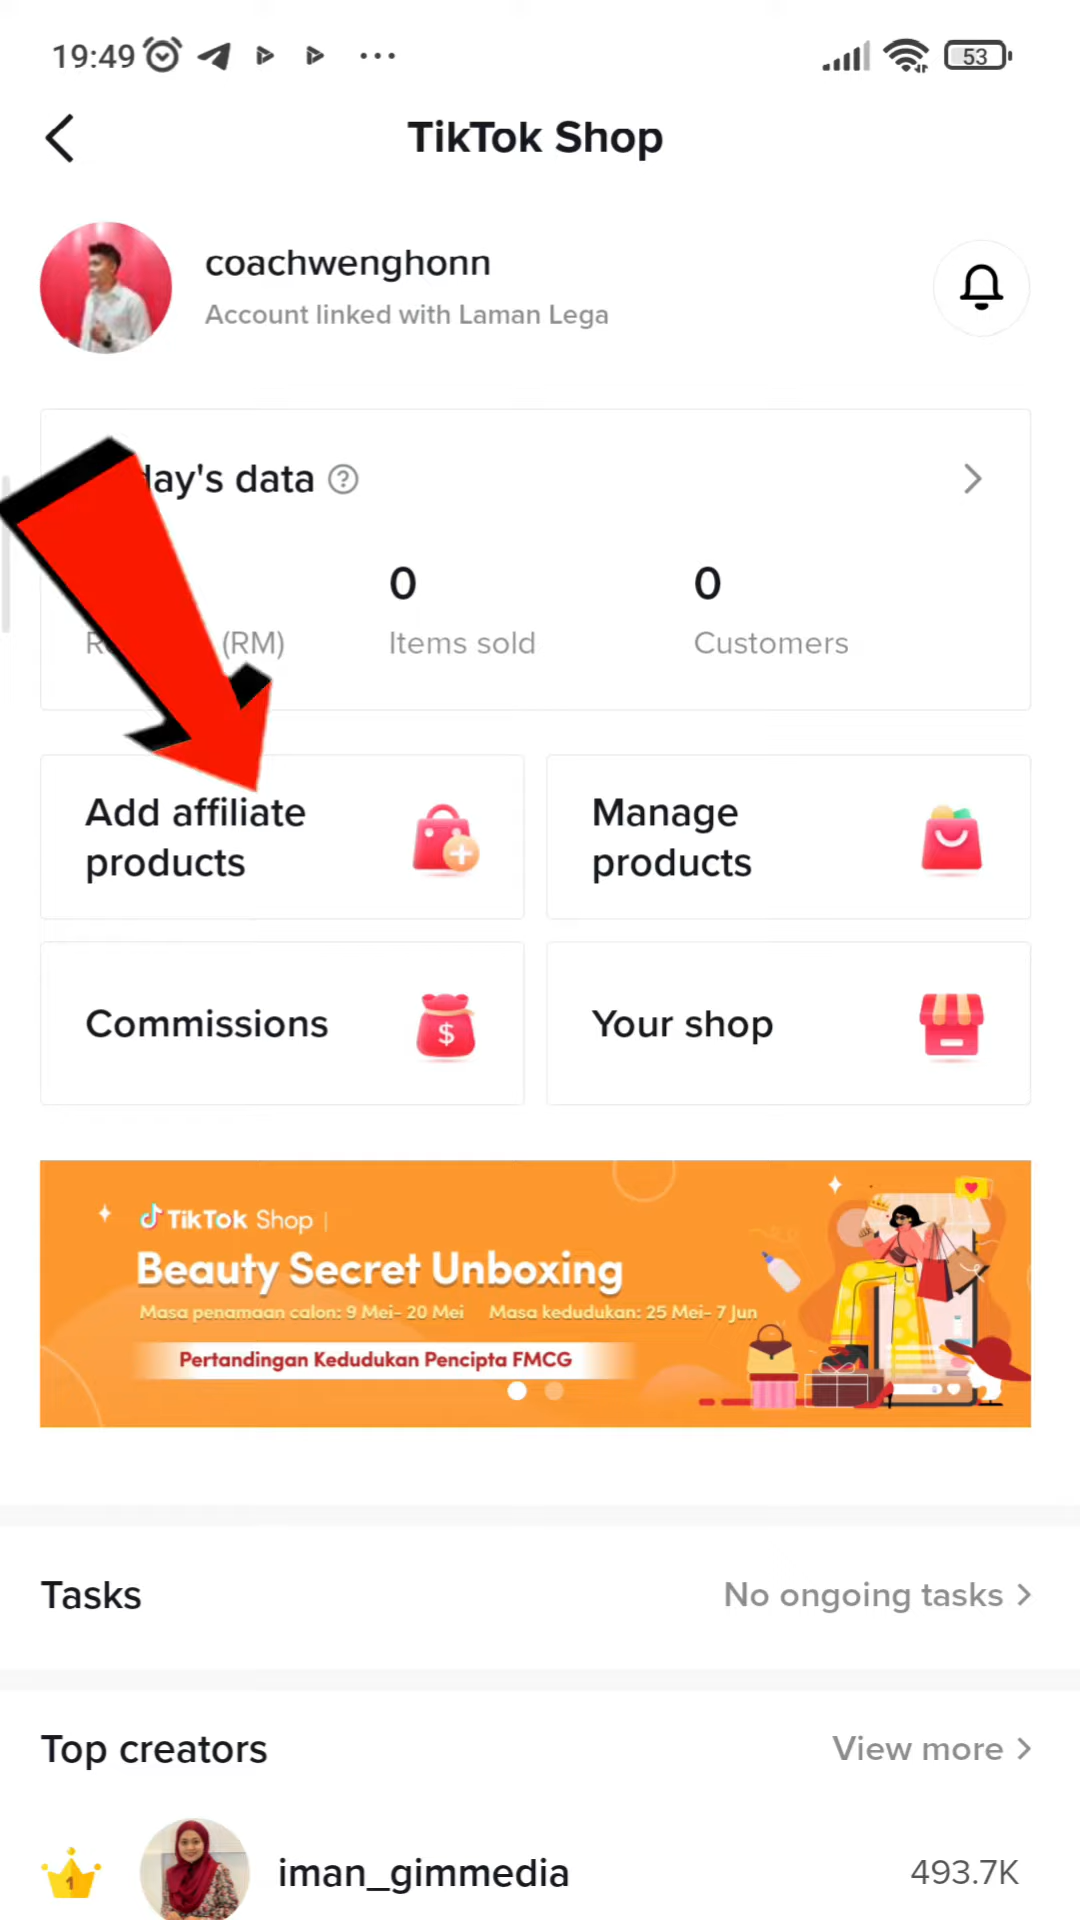 19:49
53
TikTok Shop
coachwenghonn
Account linked with Laman Lega
day's data ?
0
0
(RM)
Items sold
Customers
Add affiliate
products
Manage
products
Commissions
$
Your shop
TikTok Shop |
Beauty Secret Unboxing
Masa penamaan calon: 9 Mei- 20 Mei Masa kedudukan: 25 Mei- 7 Jun
Pertandingan Kedudukan Pencipta FMCG
Tasks
No ongoing tasks
Top creators
View more
1
iman_gimmedia
493.7K